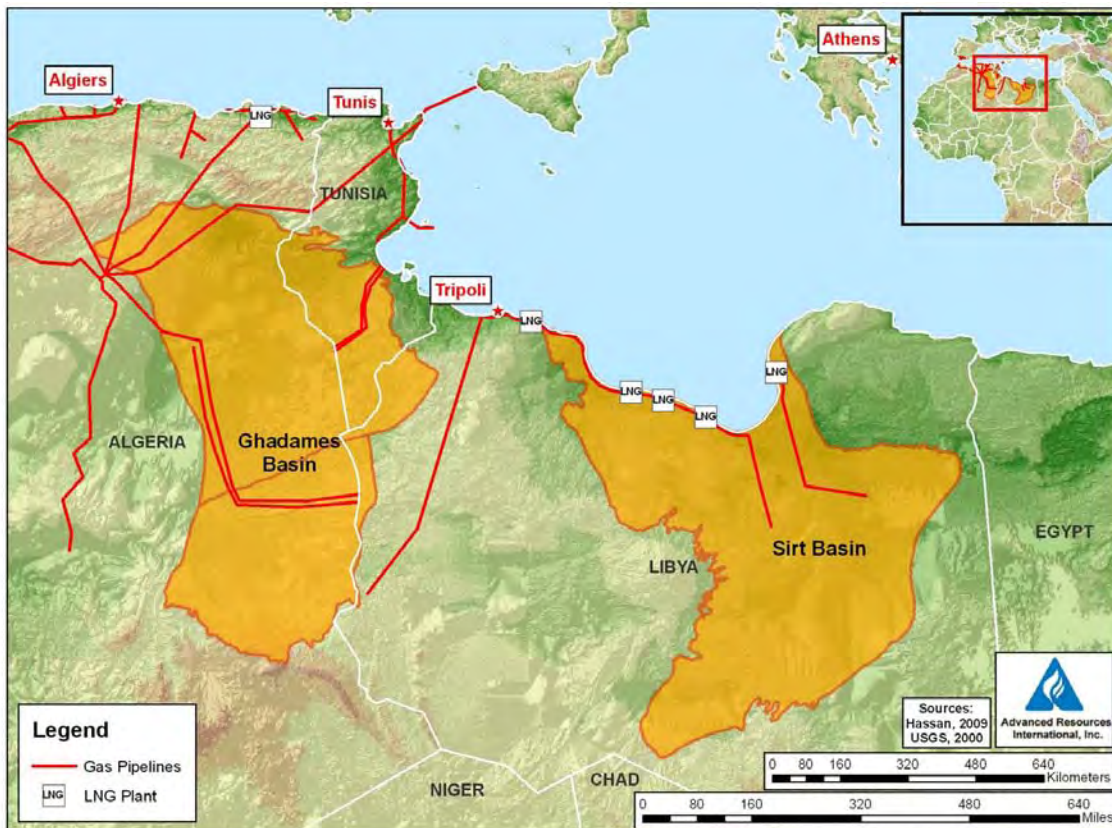 Algiers
Tunis
Athens
LNG
TUNISIA
Tripoli
LNG
LNG
LNG
LNG
LNG
ALGERIA
Ghadames
Basin
Sirt Basin
LIBYA
EGYPT
Legend
Gas Pipelines
LNG LNG Plant
NIGER
CHAD
Sources:
Hassan, 2009
USGS, 2000
Advanced Resources
International, Inc.
0 80 160 320 480 640
Kilometers
0 80 160 320 480 640
Miles